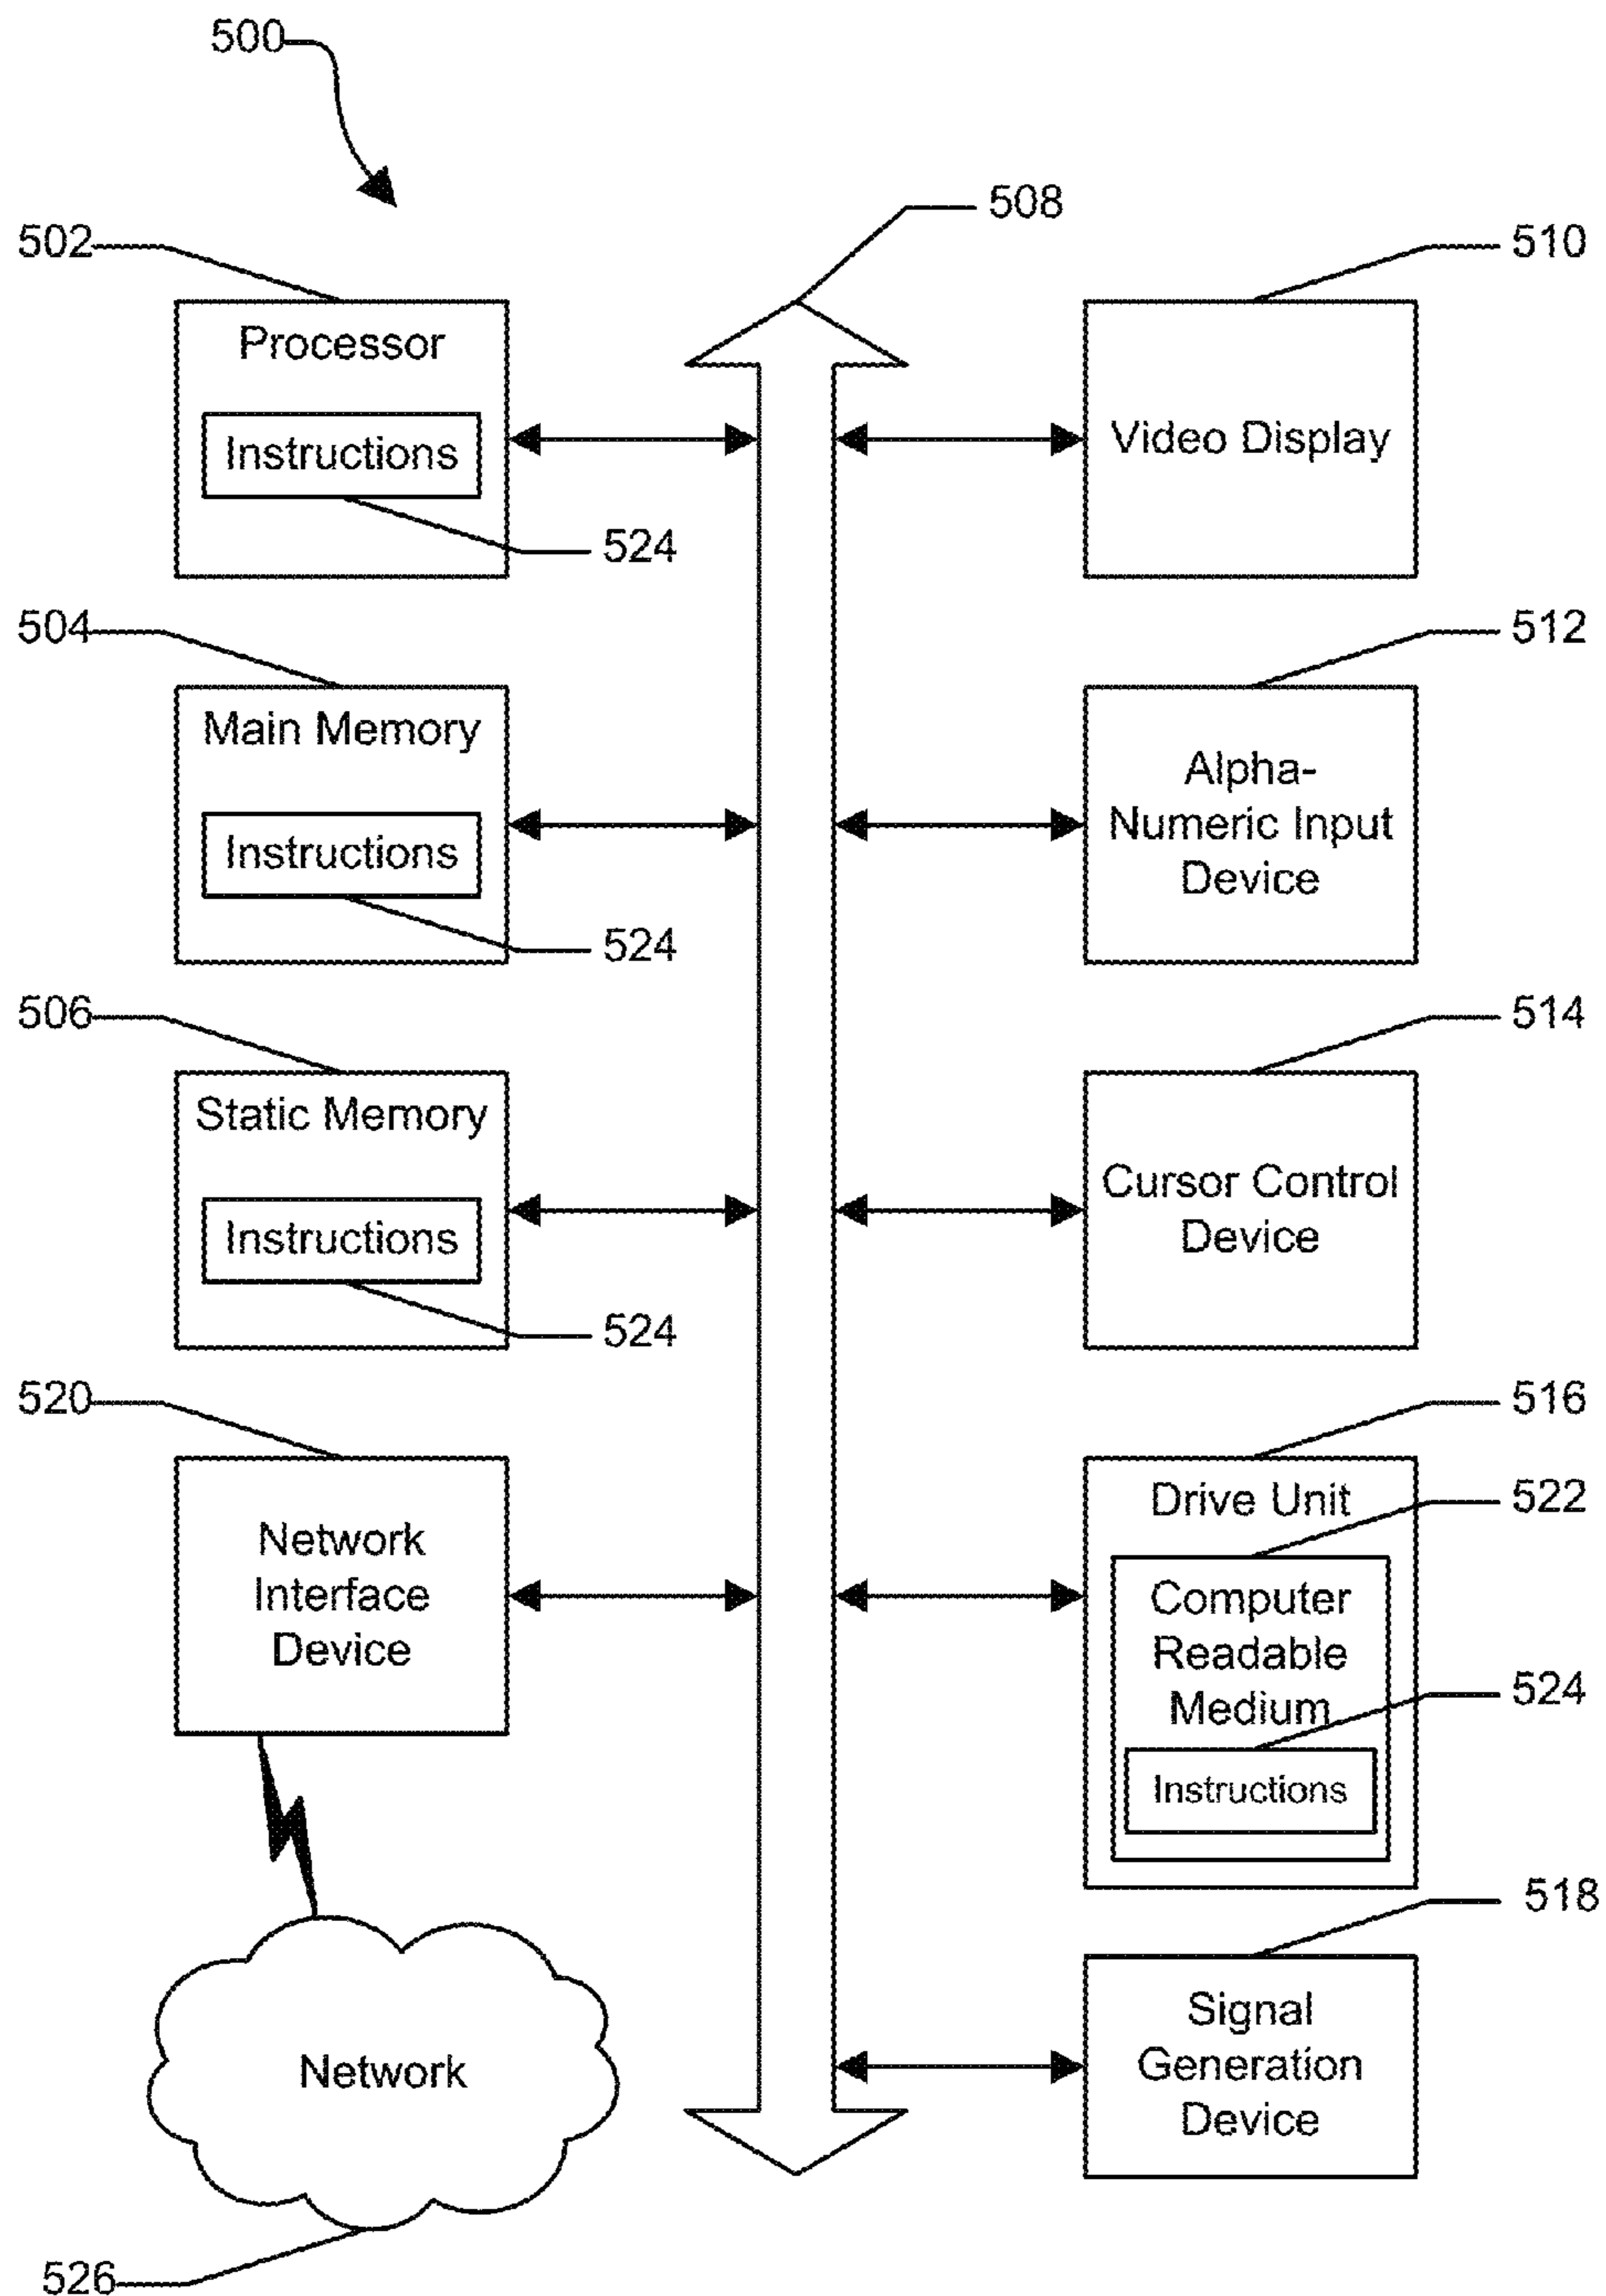 500
508
502
510
Processor
Instructions
524
Video Display
504
512
Main Memory
Instructions
524
Alpha-
Numeric Input
Device
506
514
Static Memory
Instructions
524
Cursor Control
Device
520
516
Network
Interface
Device
Drive Unit
522
Computer
Readable
Medium
524
Instructions
518
Network
Signal
Generation
Device
526